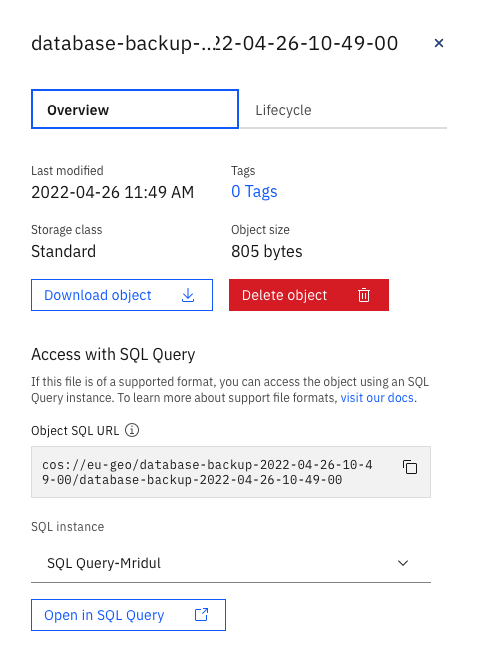 database-backup-...22-04-26-10-49-00
Overview
Lifecycle
Last modified
Tags
2022-04-26 11:49 AM
0 Tags
Storage class
Object size
Standard
805 bytes
Download object
Delete object
Access with SQL Query
If this file is of a supported format, you can access the object using an SQL
Query instance. To learn more about support file formats, visit our docs.
Object SQL URL
cos://eu-geo/database-backup-2022-04-26-10-4
9-00/database-backup-2022-04-26-10-49-00
SQL instance
SQL Query-Mridul
Open in SQL Query